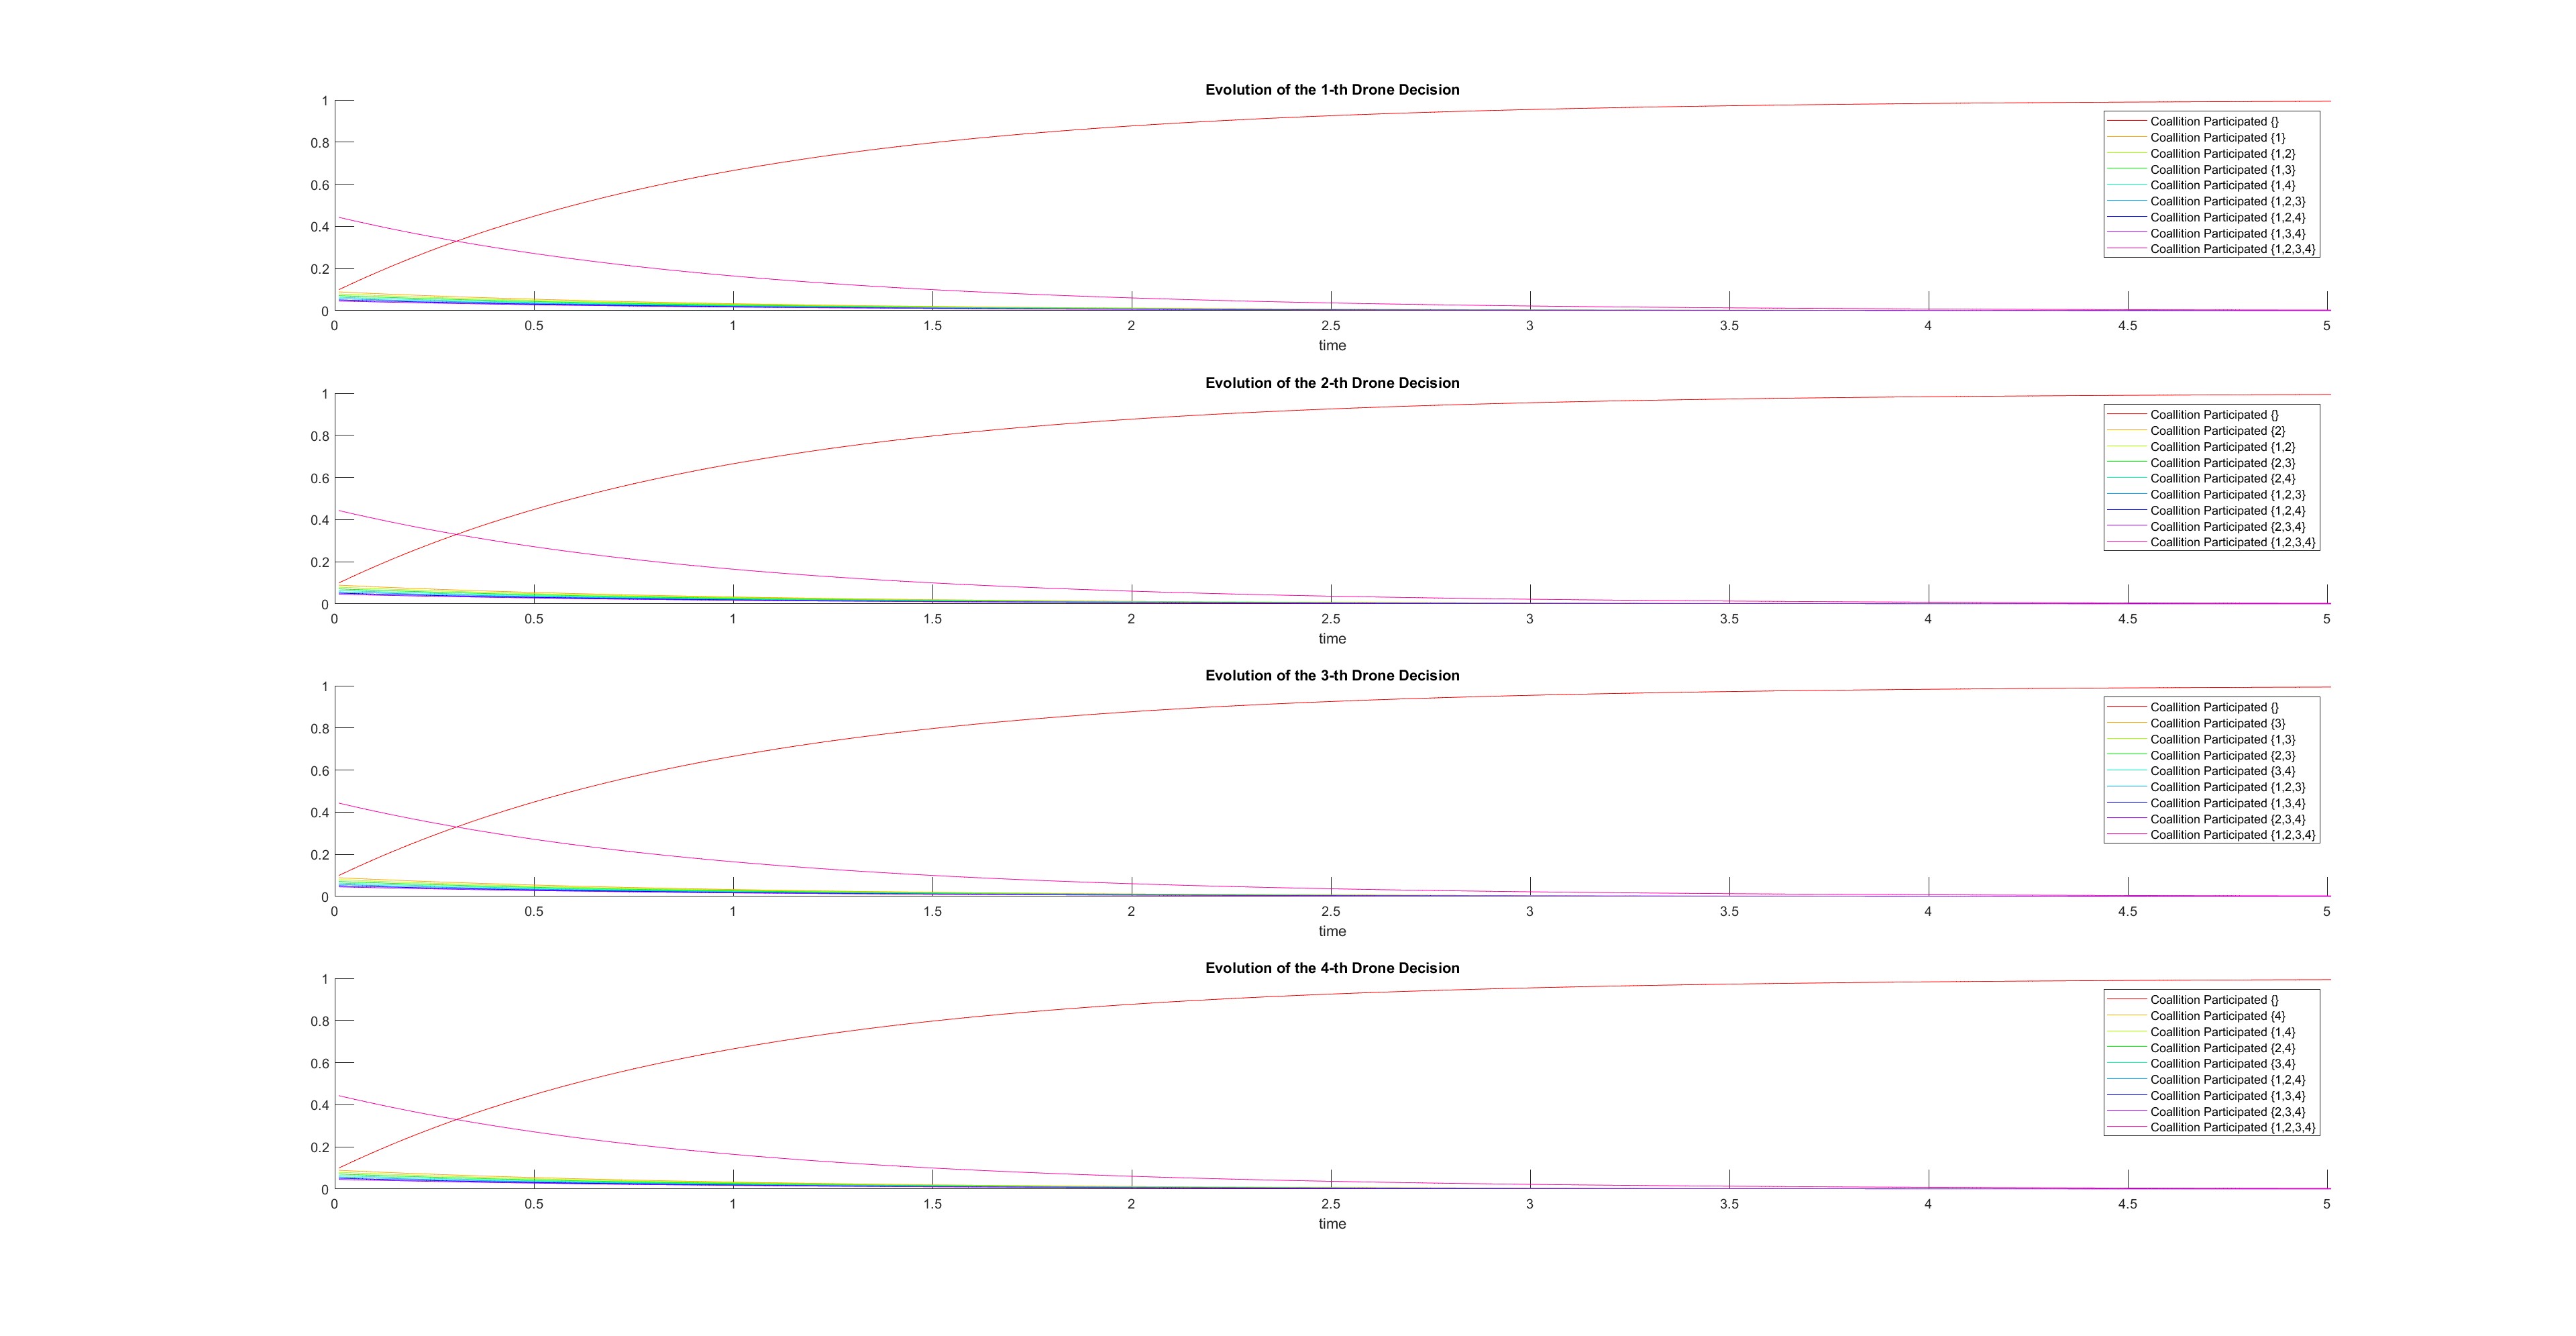 Evolution of the 1-th Drone Decision
1
0.8
0.6
0.4
0.2
0
Coallition Participated {}
Coallition Participated {1}
Coallition Participated {1,2}
Coallition Participated {1,3}
Coallition Participated {1,4}
Coallition Participated {1,2,3}
Coallition Participated {1,2,4}
Coallition Participated {1,3,4}
Coallition Participated {1,2,3,4}
0 0.5 1 1.5 2 2.5 3 3.5 4 4.5 5
time
Evolution of the 2-th Drone Decision
1
0.8
0.6
0.4
0.2
0
Coallition Participated {}
Coallition Participated {2}
Coallition Participated {1,2}
Coallition Participated {2,3}
Coallition Participated {2,4}
Coallition Participated {1,2,3}
Coallition Participated {1,2,4}
Coallition Participated {2,3,4}
Coallition Participated {1,2,3,4}
0 0.5 1 1.5 2 2.5 3 3.5 4 4.5 5
time
Evolution of the 3-th Drone Decision
1
0.8
0.6
0.4
0.2
0
Coallition Participated {}
Coallition Participated {3}
Coallition Participated {1,3}
Coallition Participated {2,3}
Coallition Participated {3,4}
Coallition Participated {1,2,3}
Coallition Participated {1,3,4}
Coallition Participated {2,3,4}
Coallition Participated {1,2,3,4}
0 0.5 1 1.5 2 2.5 3 3.5 4 4.5 5
time
Evolution of the 4-th Drone Decision
1
0.8
0.6
0.4
0.2
0
Coallition Participated {}
Coallition Participated {4}
Coallition Participated {1,4}
Coallition Participated {2,4}
Coallition Participated {3,4}
Coallition Participated {1,2,4}
Coallition Participated {1,3,4}
Coallition Participated {2,3,4}
Coallition Participated {1,2,3,4}
0 0.5 1 1.5 2 2.5 3 3.5 4 4.5 5
time